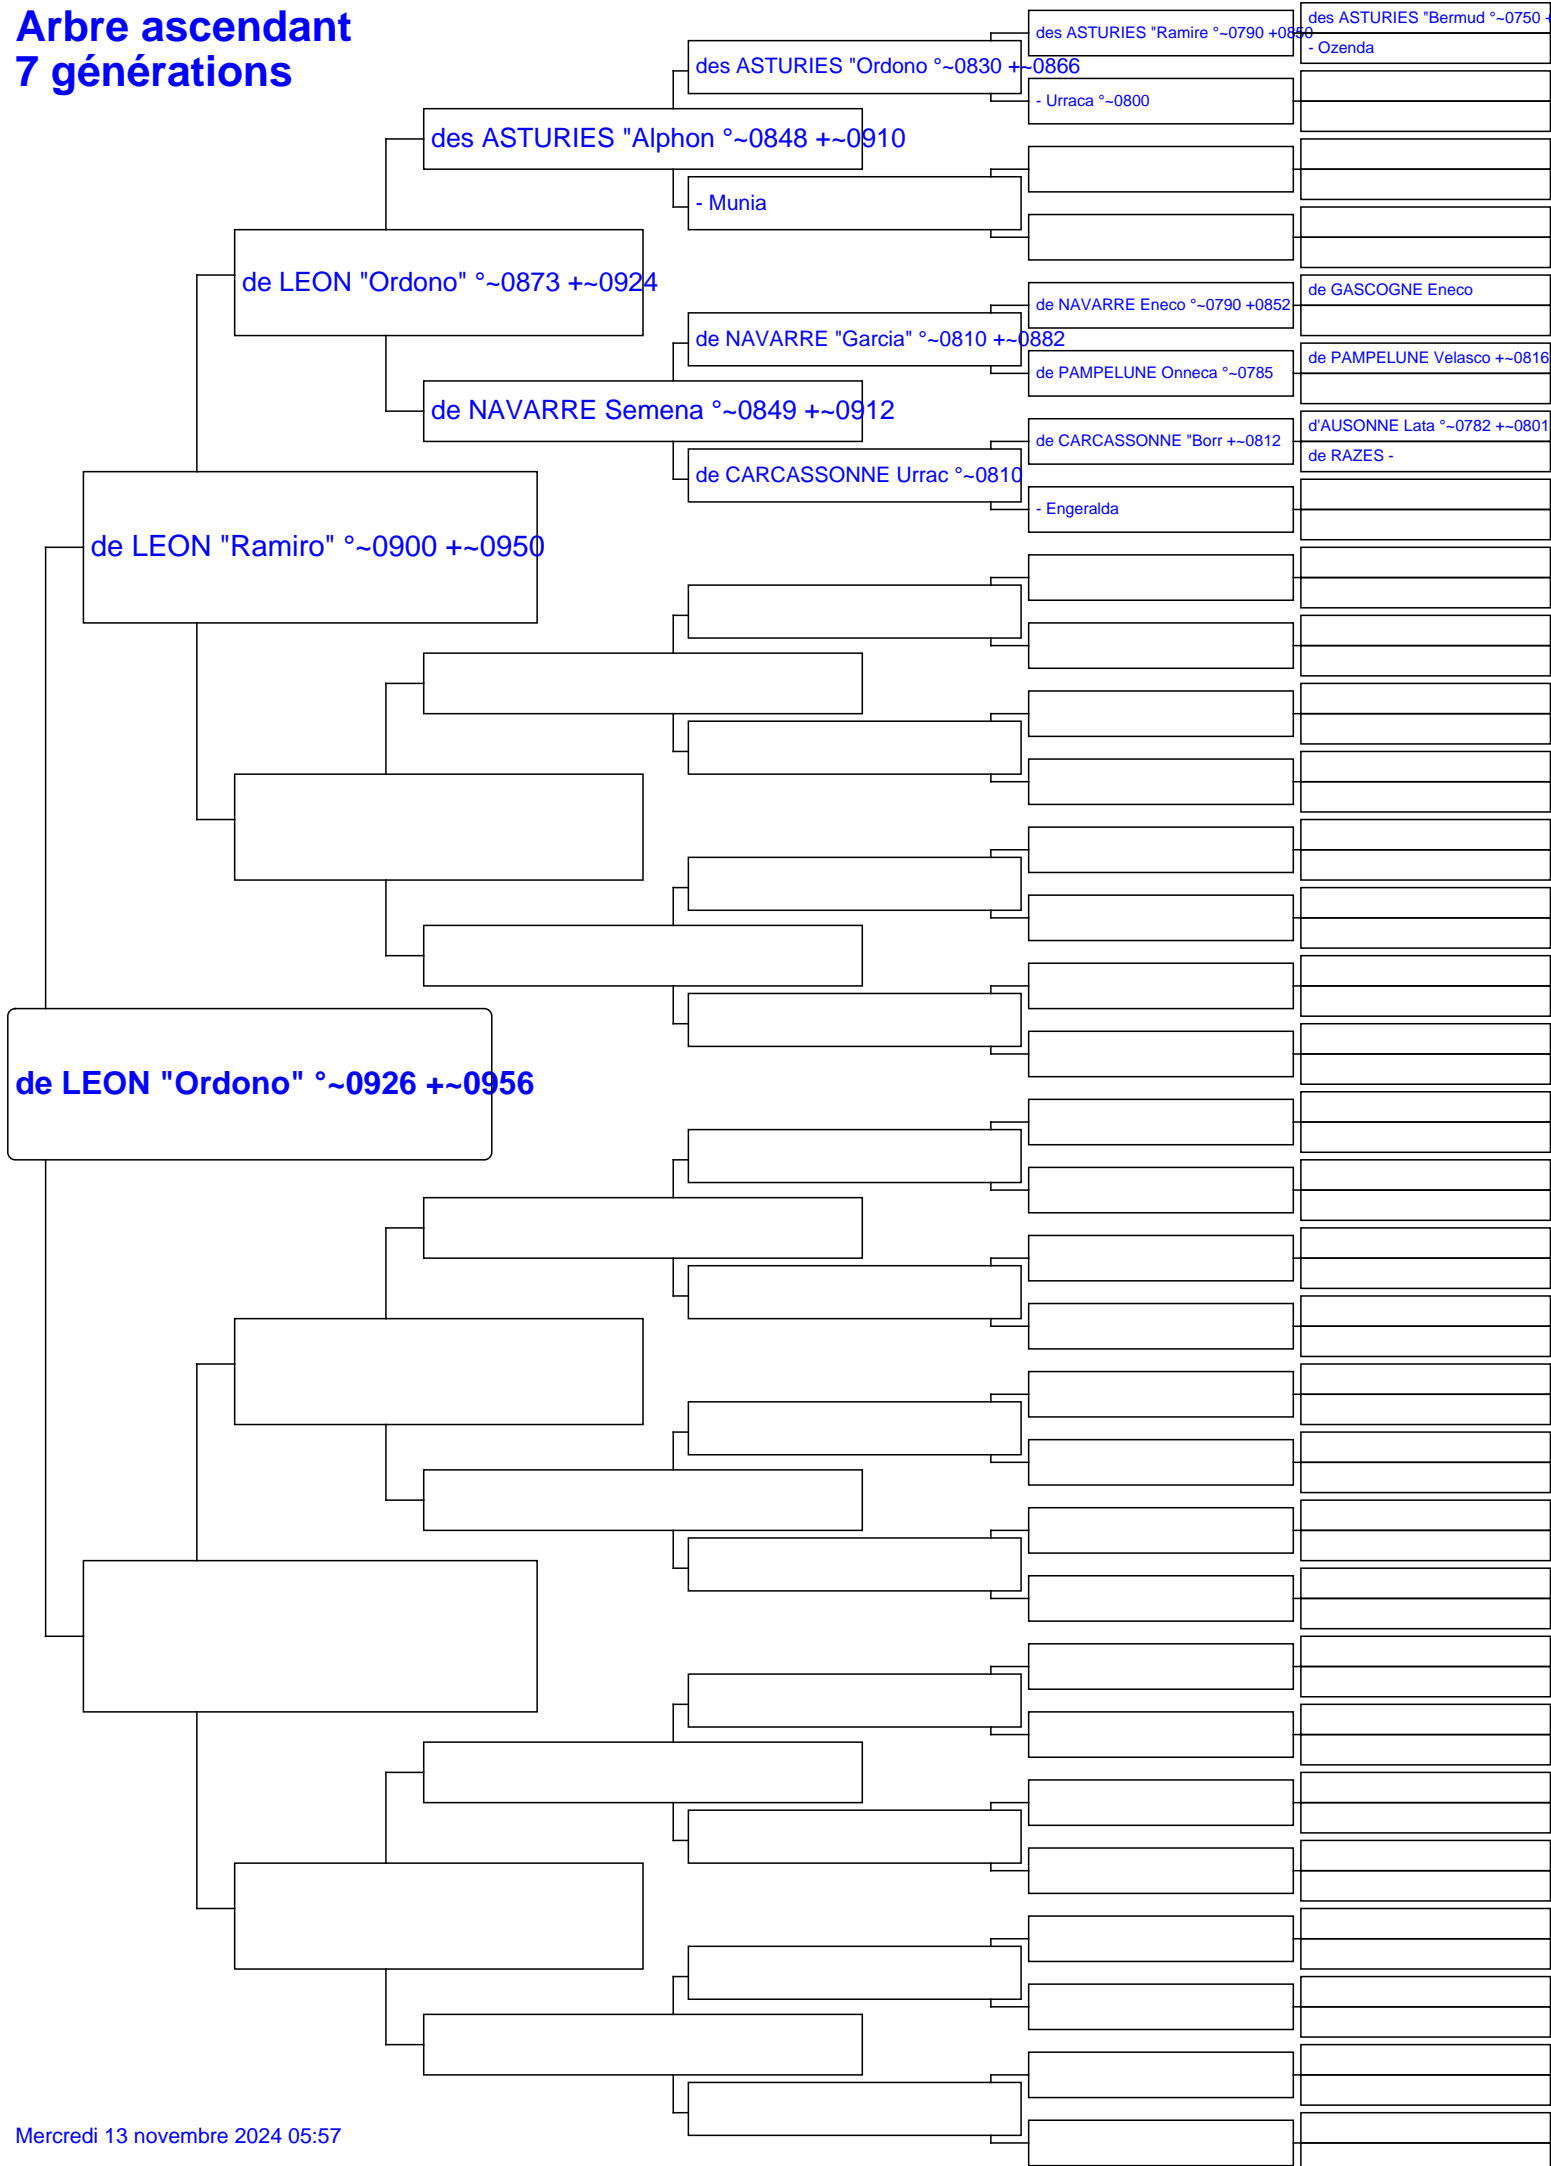 Arbre ascendant
7 générations
des ASTURIES "Bermud °~0750 +
des ASTURIES "Ramire °~0790 +0850
- Ozenda
des ASTURIES "Ordono °~0830 +~0866
- Urraca °~0800
des ASTURIES "Alphon °~0848 +~0910
- Munia
de LEON "Ordono" °~0873 +~0924
de GASCOGNE Eneco
de NAVARRE Eneco °~0790 +0852
de NAVARRE "Garcia" °~0810 +~0882
de PAMPELUNE Velasco +~0816
de PAMPELUNE Onneca °~0785
de NAVARRE Semena °~0849 +~0912
d'AUSONNE Lata °~0782 +~0801
de CARCASSONNE "Borr +~0812
de RAZES -
de CARCASSONNE Urrac °~0810
- Engeralda
de LEON "Ramiro" °~0900 +~0950
de LEON "Ordono" °~0926 +~0956
Mercredi 13 novembre 2024 05:57